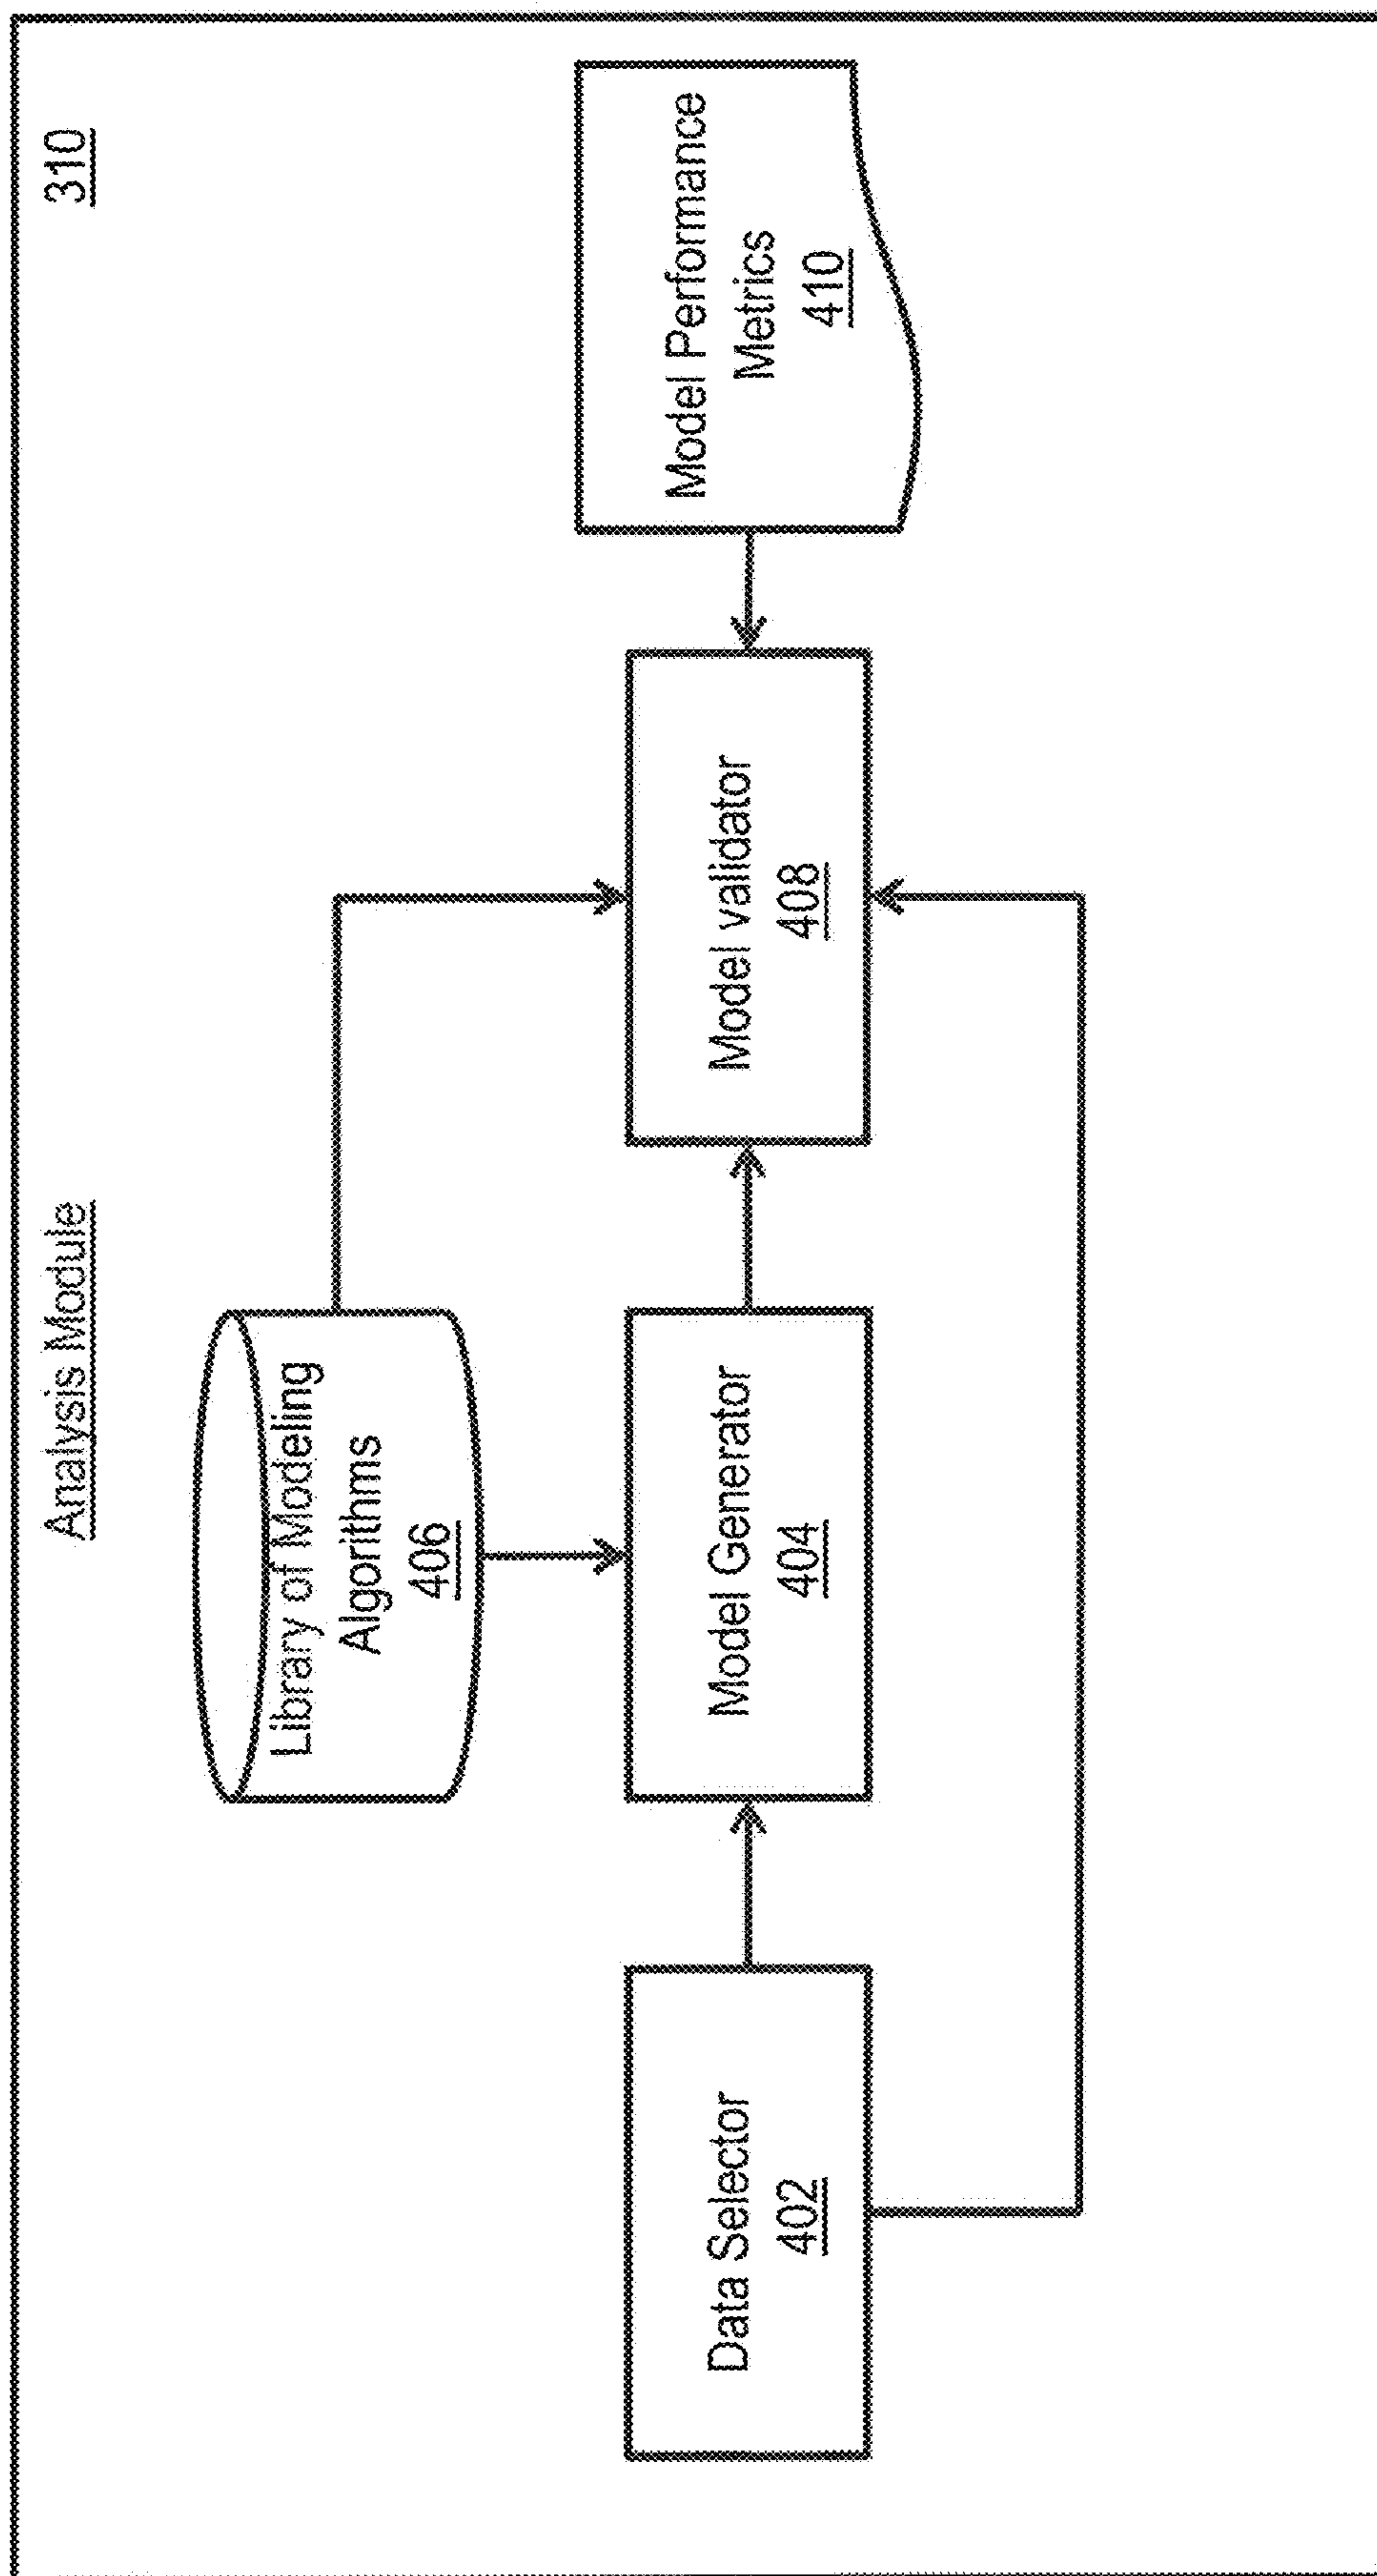 Analysis Module
310
Library of Modeling
Algorithms
406
Data Selector
402
Model Generator
404
Model validator
408
Model Performance
Metrics
410